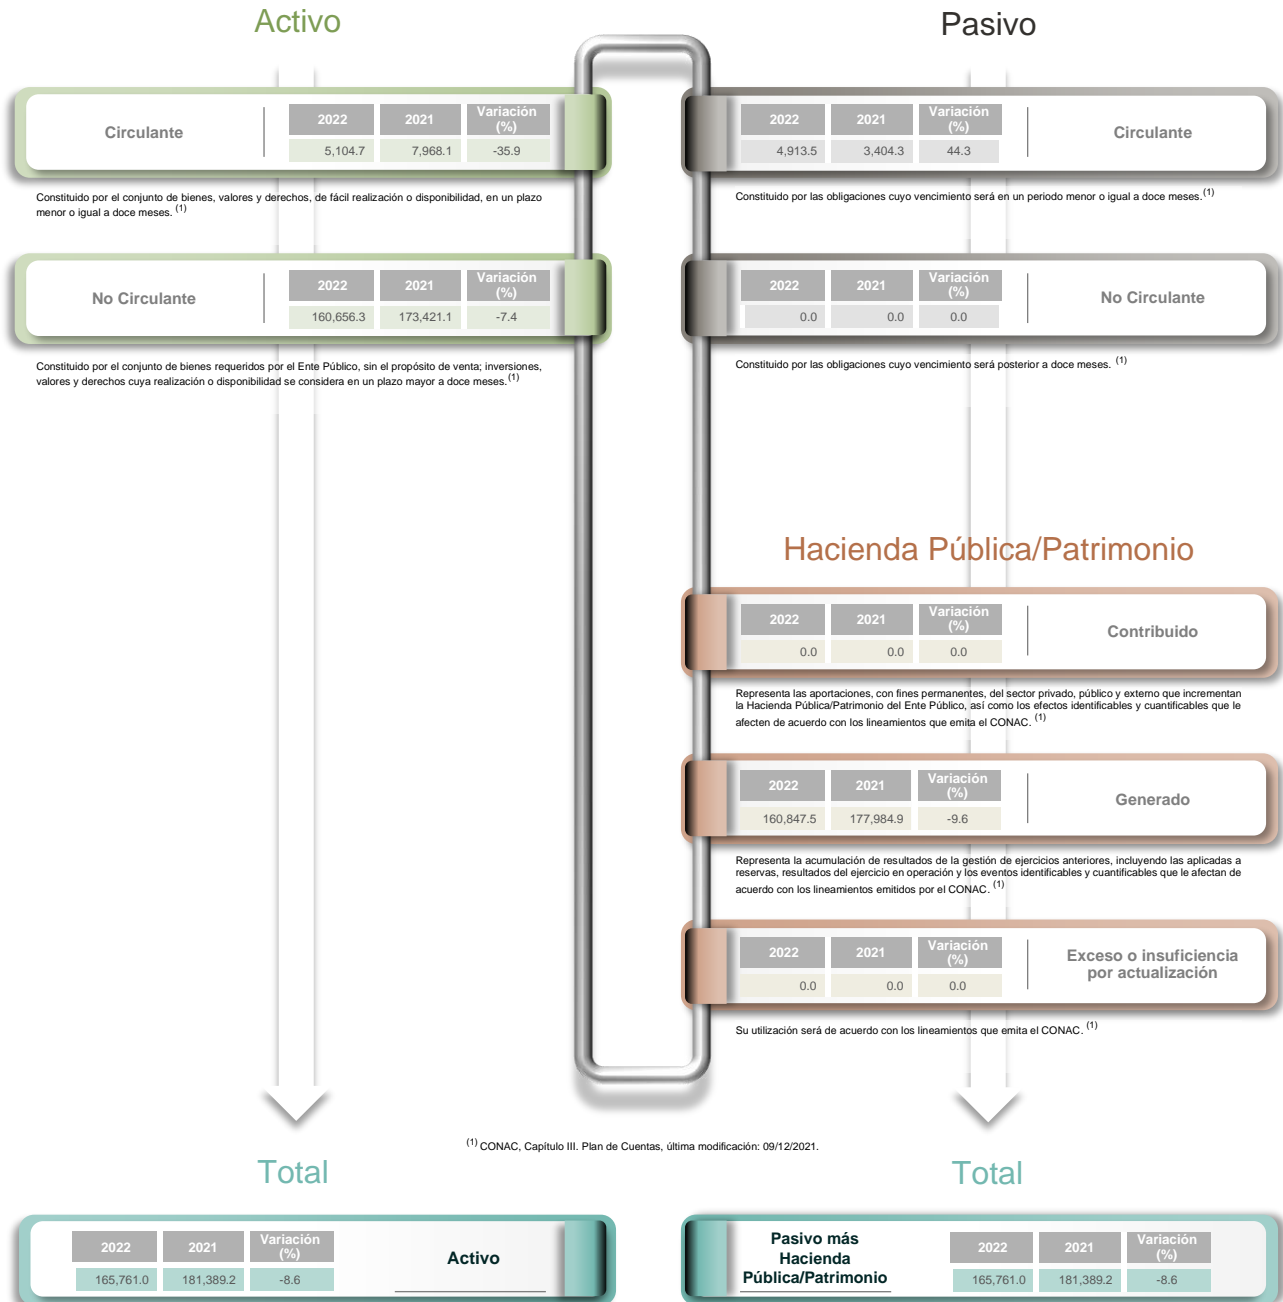 Activo
Circulante
2022 2021 Variación (%)
5,104.7 7,968.1 -35.9
Constituido por el conjunto de bienes, valores y derechos, de fácil realización o disponibilidad, en un plazo
menor o igual a doce meses. (1)
No Circulante
2022 2021 Variación (%)
160,656.3 173,421.1 -7.4
Constituido por el conjunto de bienes requeridos por el Ente Público, sin el propósito de venta; inversiones,
valores y derechos cuya realización o disponibilidad se considera en un plazo mayor a doce meses. (1)
Pasivo
2022 2021 Variación (%)
4,913.5 3,404.3 44.3
Circulante
Constituido por las obligaciones cuyo vencimiento será en un periodo menor o igual a doce meses. (1)
2022 2021 Variación (%)
0.0 0.0 0.0
No Circulante
Constituido por las obligaciones cuyo vencimiento será posterior a doce meses. (1)
Hacienda Pública/Patrimonio
2022 2021 Variación (%)
0.0 0.0 0.0
Contribuido
Representa las aportaciones, con fines permanentes, del sector privado, público y externo que incrementan
la Hacienda Pública/Patrimonio del Ente Público, así como los efectos identificables y cuantificables que le
afecten de acuerdo con los lineamientos que emita el CONAC. (1)
2022 2021 Variación (%)
160,847.5 177,984.9 -9.6
Generado
Representa la acumulación de resultados de la gestión de ejercicios anteriores, incluyendo las aplicadas a
reservas, resultados del ejercicio en operación y los eventos identificables y cuantificables que le afectan de
acuerdo con los lineamientos emitidos por el CONAC. (1)
2022 2021 Variación (%)
0.0 0.0 0.0
Exceso o insuficiencia
por actualización
Su utilización será de acuerdo con los lineamientos que emita el CONAC. (1)
(1) CONAC, Capítulo III. Plan de Cuentas, última modificación: 09/12/2021.
Total
2022 2021 Variación (%)
165,761.0 181,389.2 -8.6
Activo
Total
Pasivo más
Hacienda
Pública/Patrimonio
2022 2021 Variación (%)
165,761.0 181,389.2 -8.6